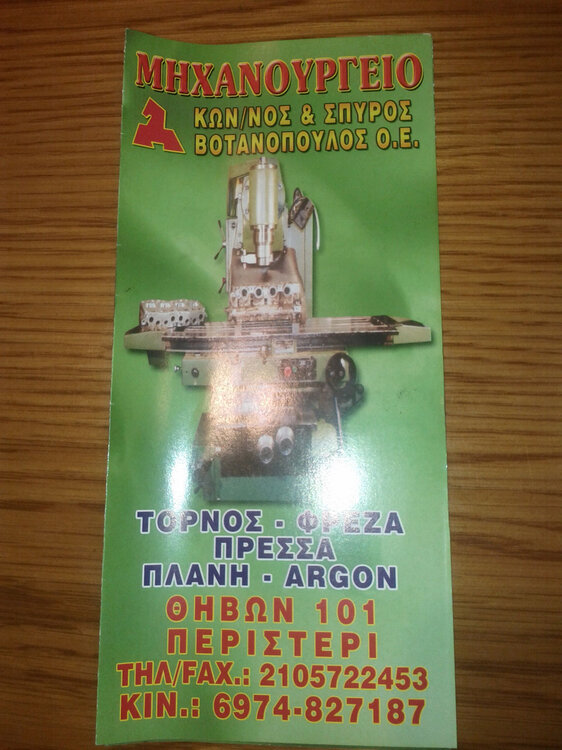 ΜΗΧΑΝΟΥΡΓΕΙΟ
ΚΩΝ/ΝΟΣ & ΣΠΥΡΟΣ
ΒΟΤΑΝΟΠΟΥΛΟΣ Ο.Ε.
ΤΟΡΝΟΣ - ΦΡΕΖΑ
ΠΡΕΣΣΑ
ΠΛΑΝΗ - ARGON
ΘΗΒΩΝ 101
ΠΕΡΙΣΤΕΡΙ
ΤΗΛ/FAX.: 2105722453
ΚΙΝ.: 6974-827187